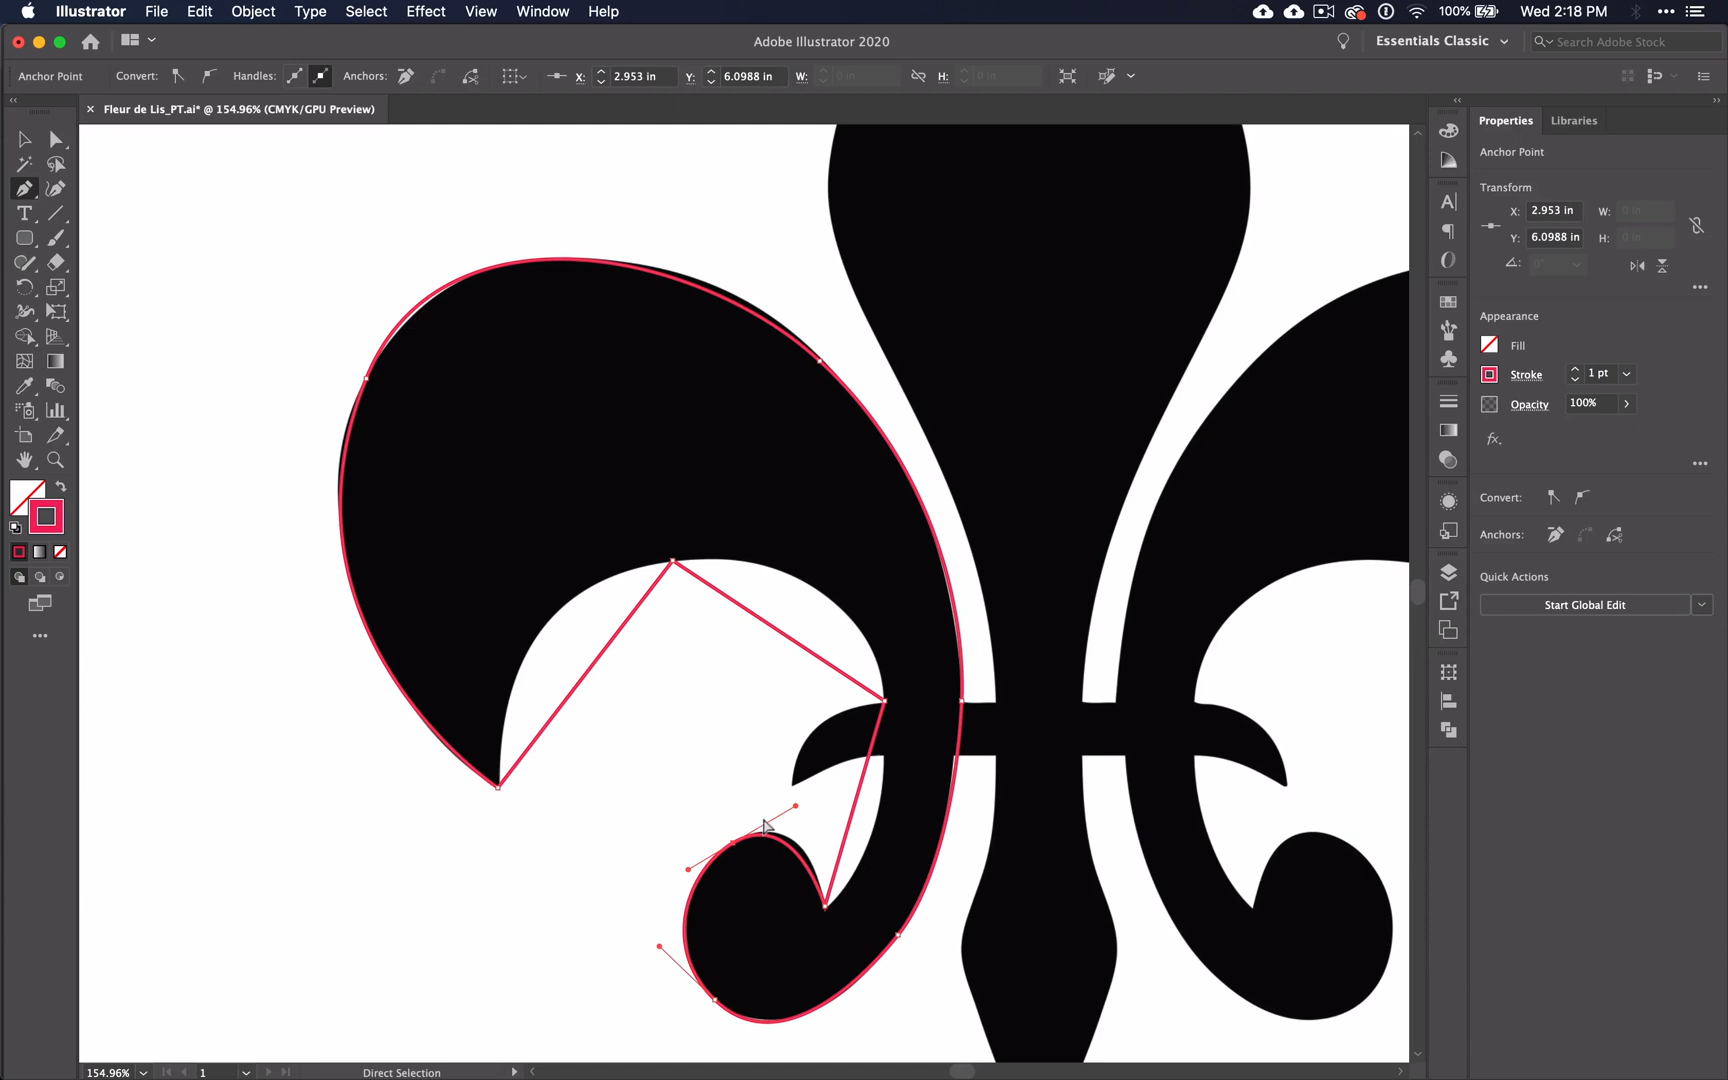 Illustrator File Edit Object Type Select Effect View Window Help 100% Wed 2:18 PM
Adobe Illustrator 2020 Essentials Classic Search Adobe Stock
Anchor Point Convert: Handles: Anchors: X: 2.953 in Y: 6.0988 in W: 0 in H: 0 in
Fleur de Lis_PT.ai* @ 154.96% (CMYK/GPU Preview)
Properties Libraries
Anchor Point
Transform
X: 2.953 in W: 0 in
Y: 6.0988 in H: 0 in
0°
Appearance
Fill
Stroke 1 pt
Opacity 100%
fx.
Convert:
Anchors:
Quick Actions
Start Global Edit
154.96% 1 Direct Selection